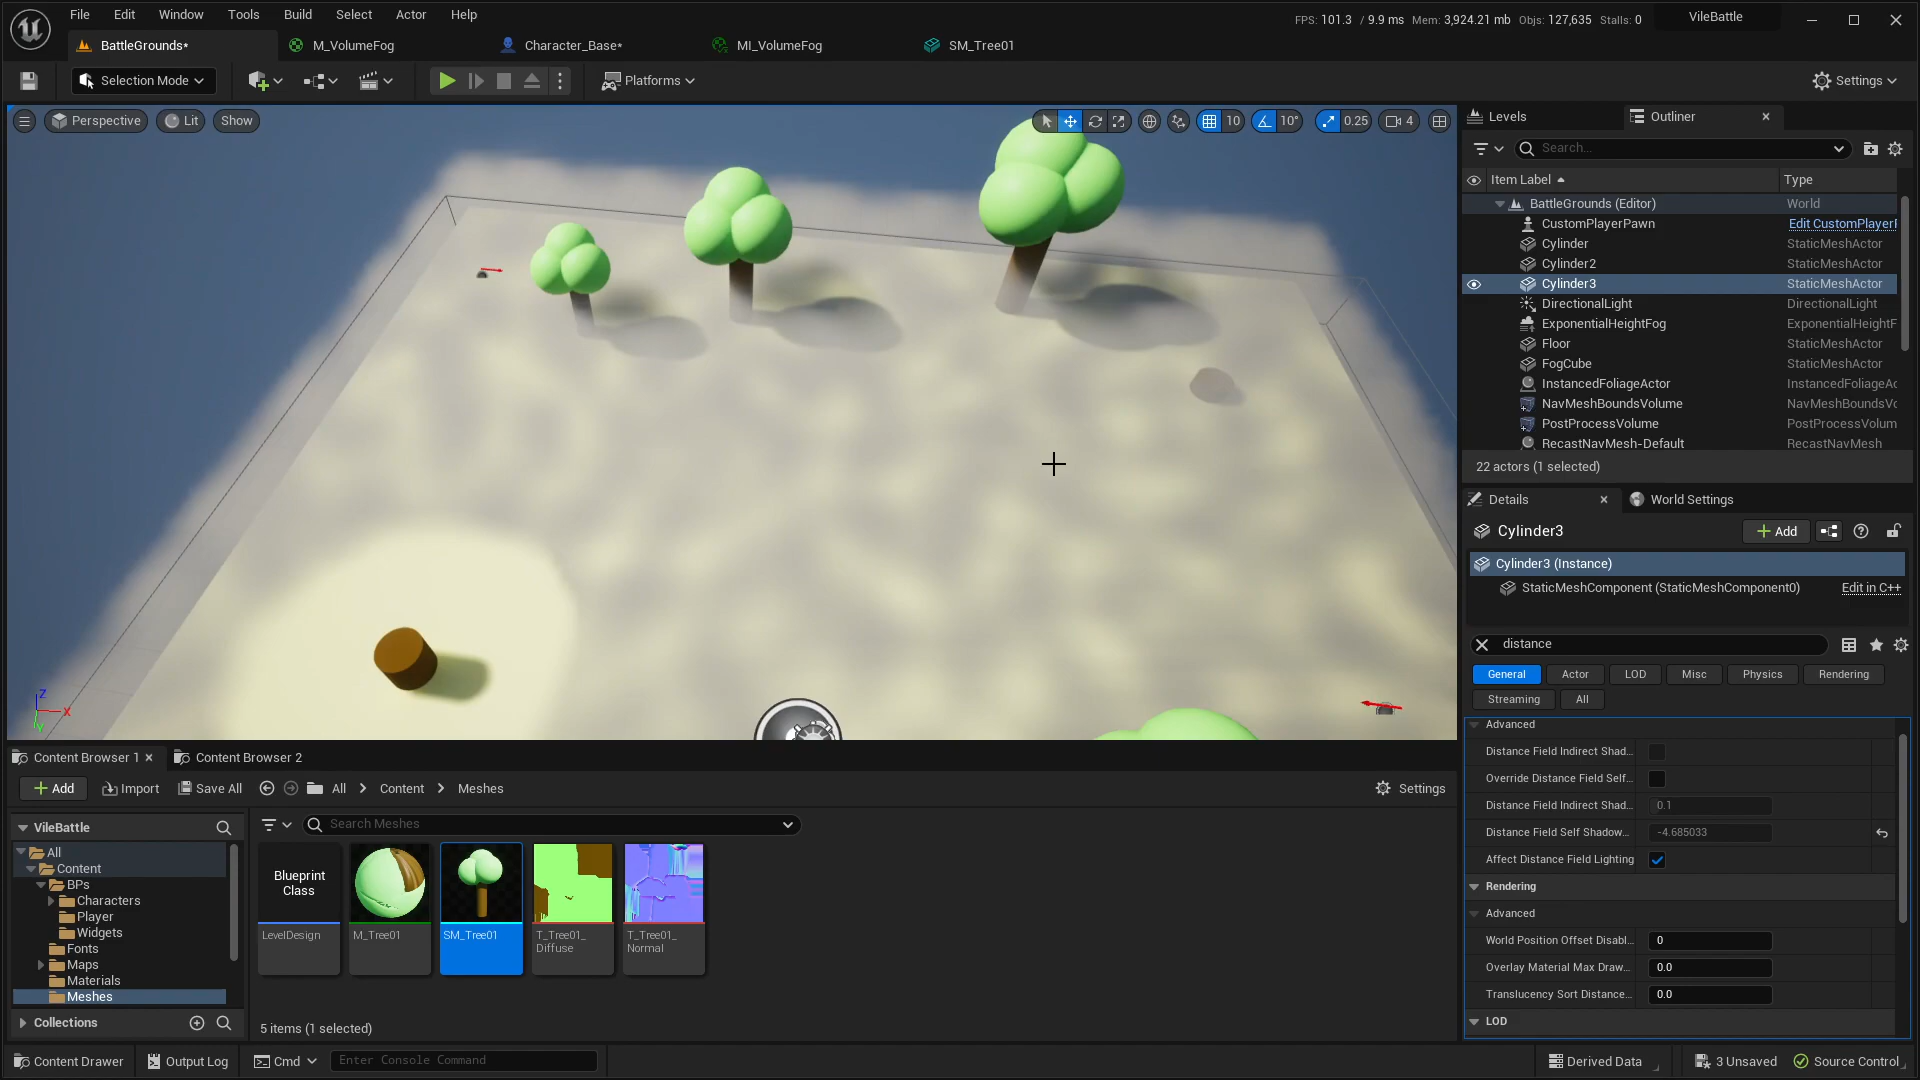 File Edit Window Tools Build Select Actor Help
FPS: 101.3 / 9.9 ms Mem: 3,924.21 mb Objs: 127,635 Stalls: 0 VileBattle
BattleGrounds* M_VolumeFog Character_Base* MI_VolumeFog SM_Tree01
Selection Mode Platforms Settings
Perspective Lit Show 10 10° 0.25 4
Levels Outliner
Search...
Item Label Type
BattleGrounds (Editor) World
CustomPlayerPawn Edit CustomPlayerF
Cylinder StaticMeshActor
Cylinder2 StaticMeshActor
Cylinder3 StaticMeshActor
DirectionalLight DirectionalLight
ExponentialHeightFog ExponentialHeightF
Floor StaticMeshActor
FogCube StaticMeshActor
InstancedFoliageActor InstancedFoliageAc
NavMeshBoundsVolume NavMeshBoundsVo
PostProcessVolume PostProcessVolum
RecastNavMesh-Default RecastNavMesh
22 actors (1 selected)
Details World Settings
Cylinder3 Add
Cylinder3 (Instance)
StaticMeshComponent (StaticMeshComponent0) Edit in C++
distance
General Actor LOD Misc Physics Rendering
Streaming All
Advanced
Distance Field Indirect Shad...
Override Distance Field Self...
Distance Field Indirect Shad... 0.1
Distance Field Self Shadow... -4.685033
Affect Distance Field Lighting
Rendering
Advanced
World Position Offset Disabl... 0
Overlay Material Max Draw... 0.0
Translucency Sort Distance... 0.0
LOD
Z
X
Y
Content Browser 1 Content Browser 2
Add Import Save All All Content Meshes Settings
VileBattle
All
Content
BPs
Characters
Player
Widgets
Fonts
Maps
Materials
Meshes
Collections
Search Meshes
Blueprint
Class
LevelDesign M_Tree01 SM_Tree01 T_Tree01_
Diffuse
T_Tree01_
Normal
5 items (1 selected)
Content Drawer Output Log Cmd Enter Console Command Derived Data 3 Unsaved Source Control